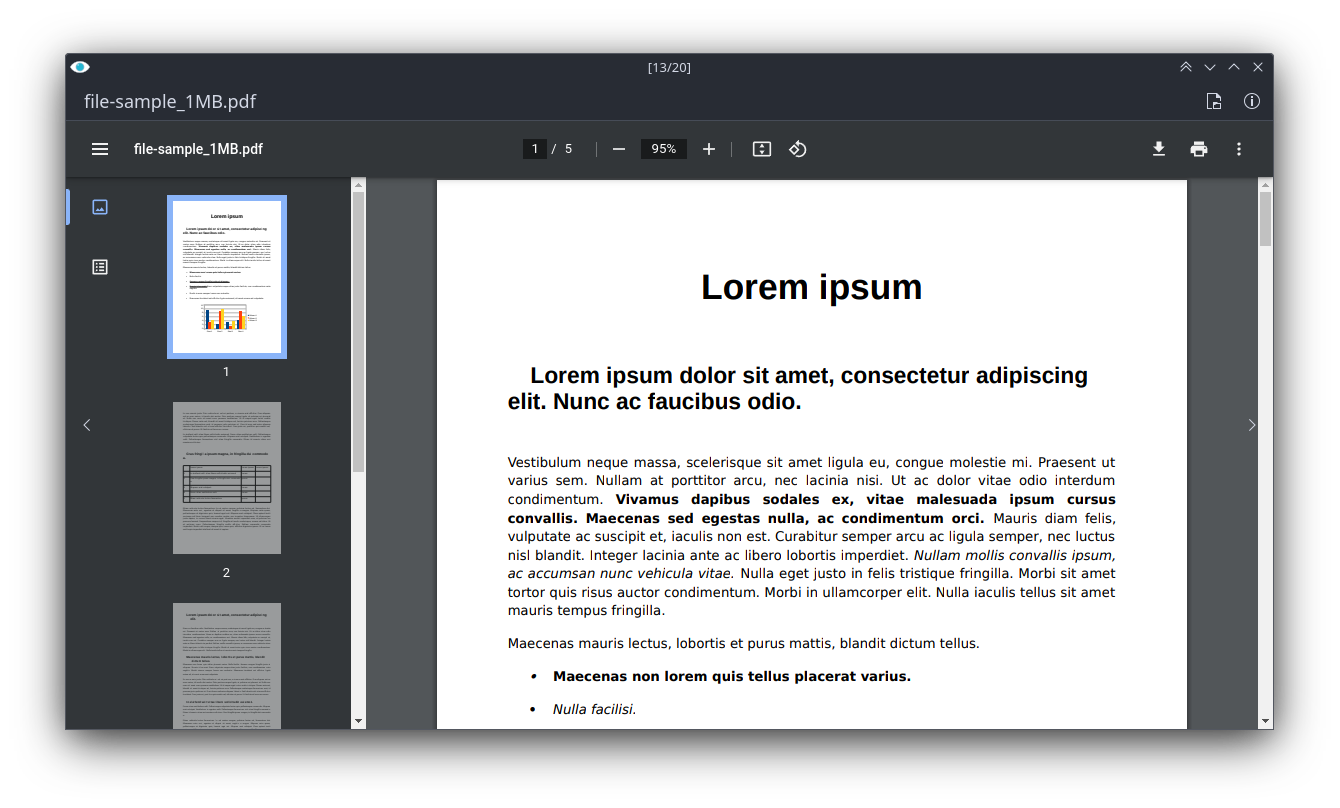 [13/20]
file-sample_1MB.pdf
file-sample_1MB.pdf
1 / 5
95%
Lorem ipsum
1
2
Lorem ipsum
Lorem ipsum dolor sit amet, consectetur adipiscing
elit. Nunc ac faucibus odio.
Vestibulum neque massa, scelerisque sit amet ligula eu, congue molestie mi. Praesent ut
varius sem. Nullam at porttitor arcu, nec lacinia nisi. Ut ac dolor vitae odio interdum
condimentum. Vivamus dapibus sodales ex, vitae malesuada ipsum cursus
convallis. Maecenas sed egestas nulla, ac condimentum orci. Mauris diam felis,
vulputate ac suscipit et, iaculis non est. Curabitur semper arcu ac ligula semper, nec luctus
nisl blandit. Integer lacinia ante ac libero lobortis imperdiet. Nullam mollis convallis ipsum,
ac accumsan nunc vehicula vitae. Nulla eget justo in felis tristique fringilla. Morbi sit amet
tortor quis risus auctor condimentum. Morbi in ullamcorper elit. Nulla iaculis tellus sit amet
mauris tempus fringilla.
Maecenas mauris lectus, lobortis et purus mattis, blandit dictum tellus.
• Maecenas non lorem quis tellus placerat varius.
• Nulla facilisi.